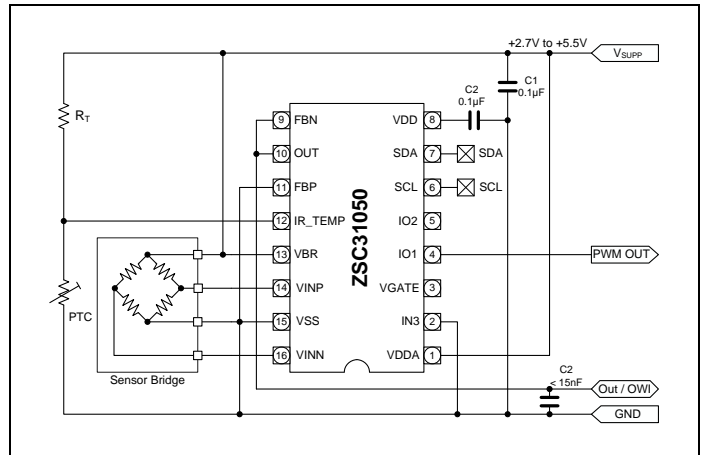 +2.7V to +5.5V
V_SUPP
C1
0.1µF
C2
0.1µF
R_T
9 FBN
VDD 8
10 OUT
SDA 7 SDA
11 FBP
SCL 6 SCL
12 IR_TEMP
IO2 5
13 VBR
IO1 4
PWM OUT
ZSC31050
14 VINP
VGATE 3
PTC
15 VSS
IN3 2
16 VINN
VDDA 1
Sensor Bridge
C2
< 15nF
Out / OWI
GND